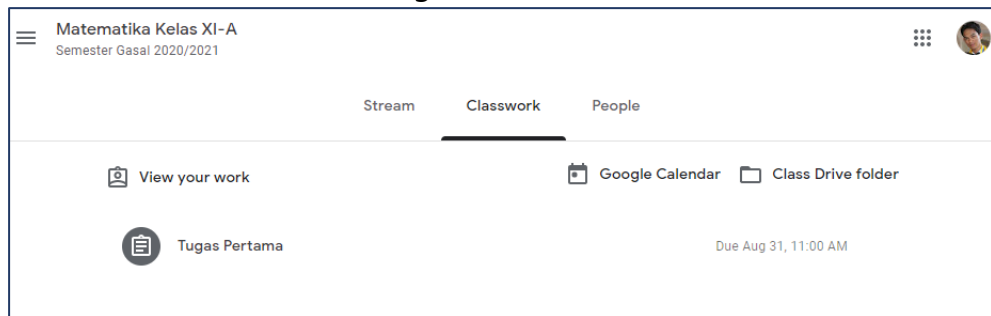 Matematika Kelas XI-A
Semester Gasal 2020/2021
Stream Classwork People
View your work Google Calendar Class Drive folder
Tugas Pertama Due Aug 31, 11:00 AM